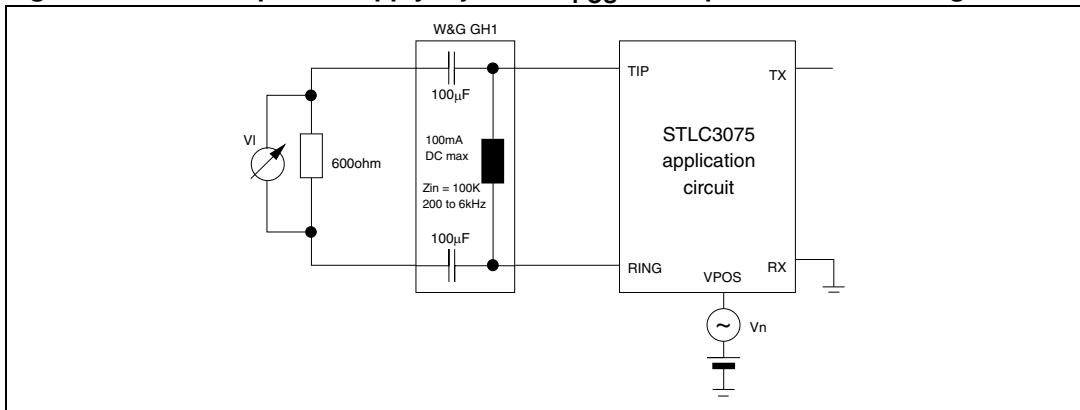 W&G GH1
TIP
TX
100μF
VI
600ohm
100mA
DC max
STLC3075
application
circuit
Zin = 100K
200 to 6kHz
100μF
RING
RX
VPOS
~
Vn